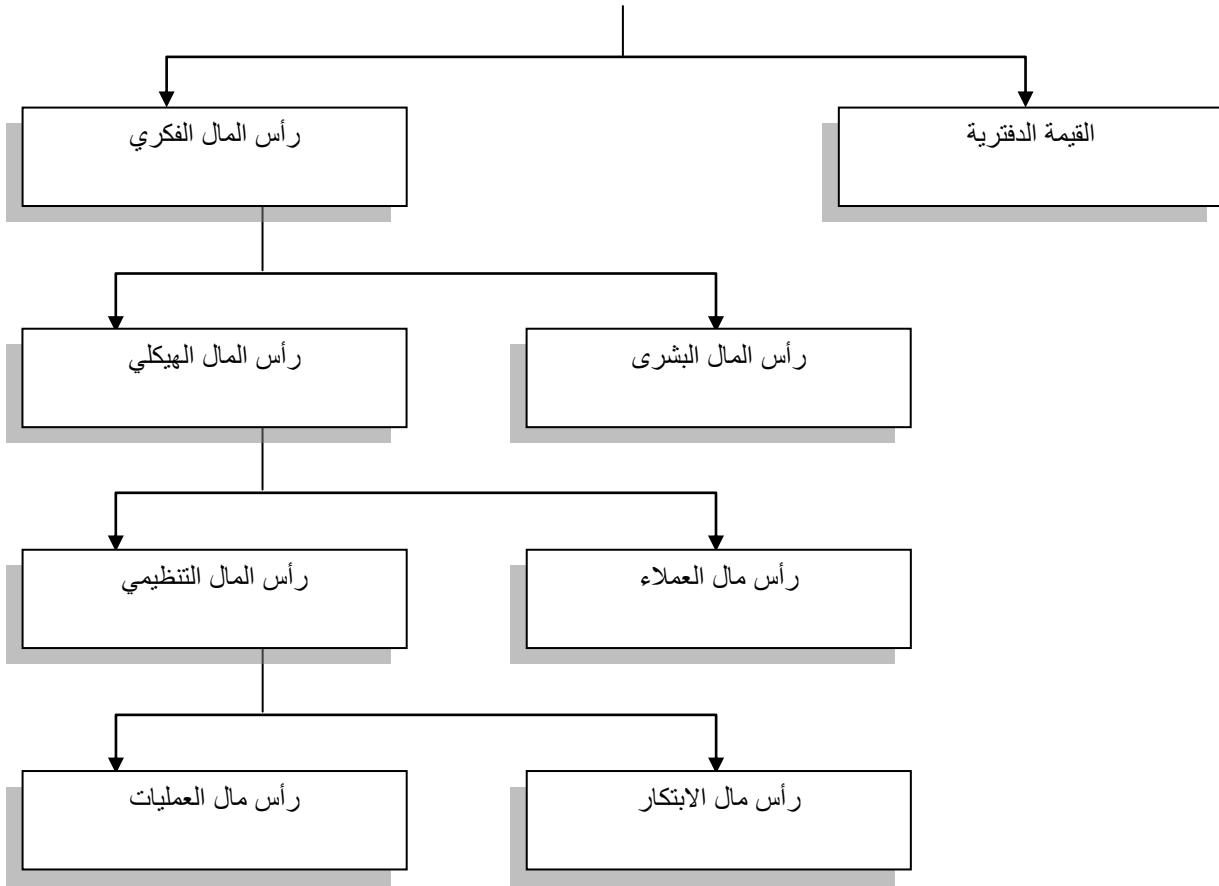 القيمة الدفترية
رأس المال الفكري
رأس المال البشرى
رأس المال الهيكلي
رأس مال العملاء
رأس المال التنظيمي
رأس مال الابتكار
رأس مال العمليات